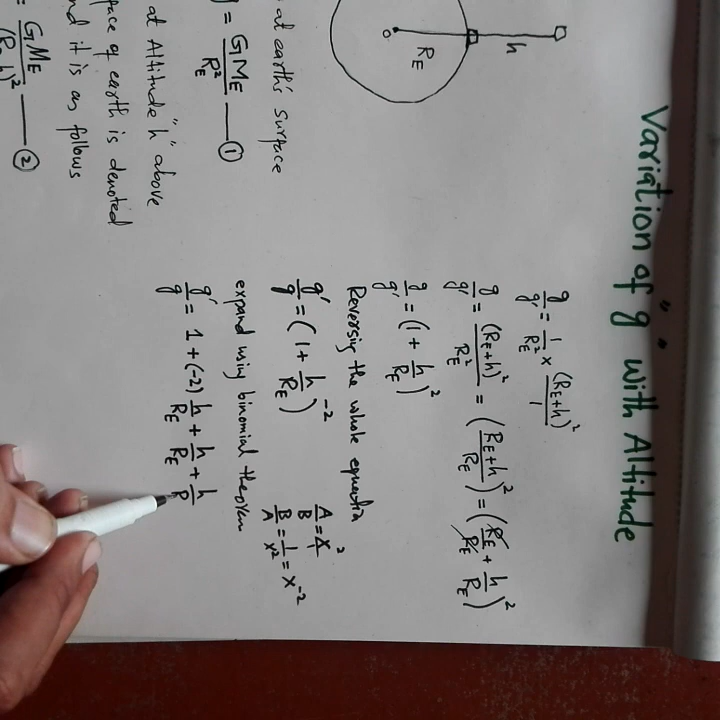 Variation of "g" with Altitude
O
R_E
h
at earth's surface
g = GM_E / R_E² —— ①
at Altitude "h" above
face of earth is denoted
nd it is as follows
= GM_E / (R+h)² —— ②
g/g' = 1/R_E² × (R_E+h)²/1
g/g' = (R_E+h)²/R_E² = ((R_E+h)/R_E)² = (R_E/R_E + h/R_E)²
g/g' = (1 + h/R_E)²
Reversing the whole equation
g'/g = (1 + h/R_E)⁻²
A/B = x²/1
B/A = 1/x² = x⁻²
expand using binomial theorem
g'/g = 1 + (-2) h/R_E + h/R_E + h/R